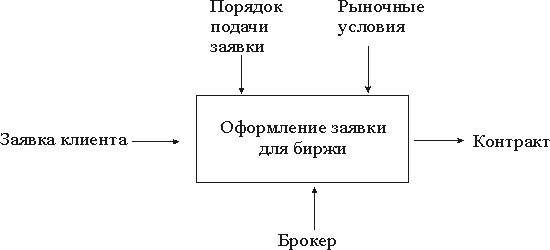 Порядок
подачи
заявки
Рыночные
условия
Заявка клиента
Оформление заявки
для биржи
Контракт
Брокер